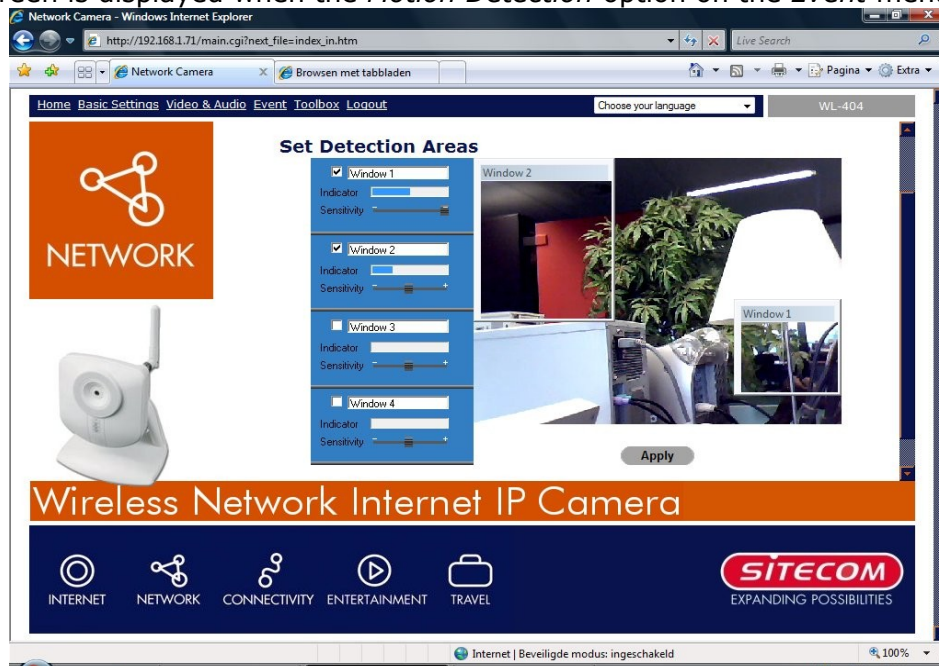 reen is displayed when the Motion Detection option on the Event menu
Network Camera - Windows Internet Explorer
http://192.168.1.71/main.cgi?next_file=index_in.htm
Live Search
Network Camera
Browsen met tabbladen
Pagina
Extra
Home Basic Settings Video & Audio Event Toolbox Logout
Choose your language
WL-404
Set Detection Areas
NETWORK
Window 1
Indicator
Sensitivity - 
Window 2
Indicator
Sensitivity - +
Window 3
Indicator
Sensitivity - +
Window 4
Indicator
Sensitivity - +
Window 2
Window 1
Apply
Wireless Network Internet IP Camera
INTERNET NETWORK CONNECTIVITY ENTERTAINMENT TRAVEL
SITECOM
EXPANDING POSSIBILITIES
Internet | Beveiligde modus: ingeschakeld
100%